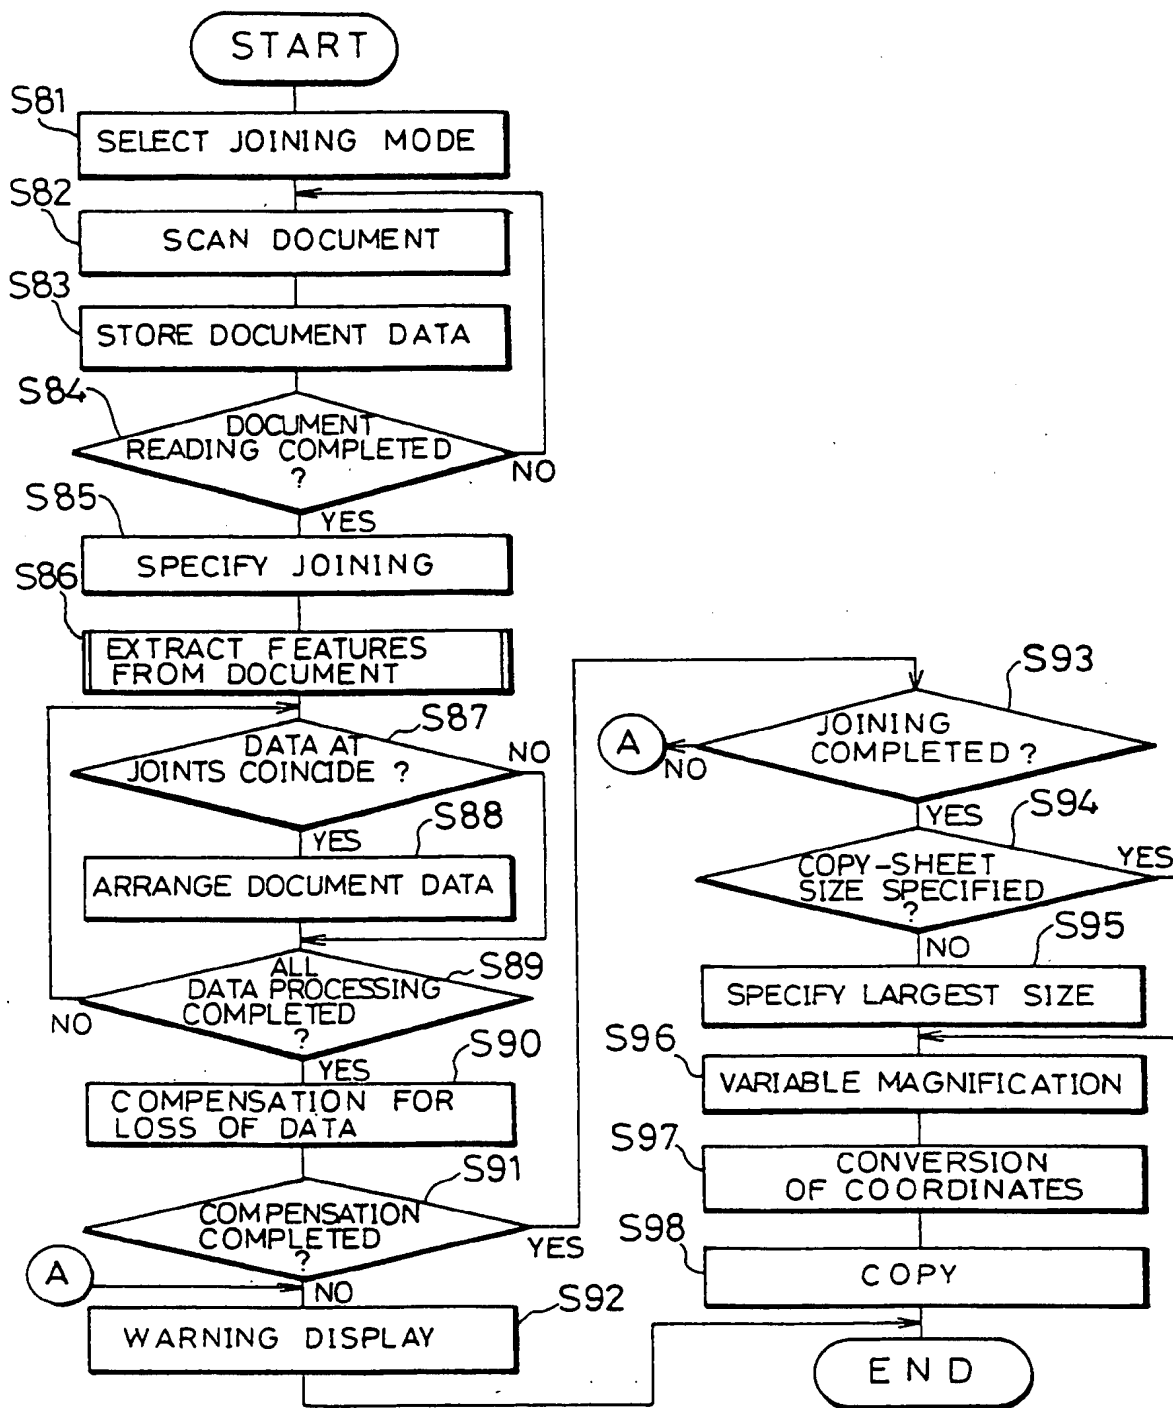 START
S81
SELECT JOINING MODE
S82
SCAN DOCUMENT
S83
STORE DOCUMENT DATA
S84
DOCUMENT
READING COMPLETED
?
NO
YES
S85
SPECIFY JOINING
S86
EXTRACT FEATURES
FROM DOCUMENT
S87
DATA AT
JOINTS COINCIDE ?
NO
YES
S88
ARRANGE DOCUMENT DATA
S89
ALL
DATA PROCESSING
COMPLETED
?
NO
YES
S90
COMPENSATION FOR
LOSS OF DATA
S91
COMPENSATION
COMPLETED
?
YES
A
NO
S92
WARNING DISPLAY
S93
JOINING
COMPLETED ?
A
NO
YES
S94
COPY-SHEET
SIZE SPECIFIED
?
YES
NO
S95
SPECIFY LARGEST SIZE
S96
VARIABLE MAGNIFICATION
S97
CONVERSION
OF COORDINATES
S98
COPY
END